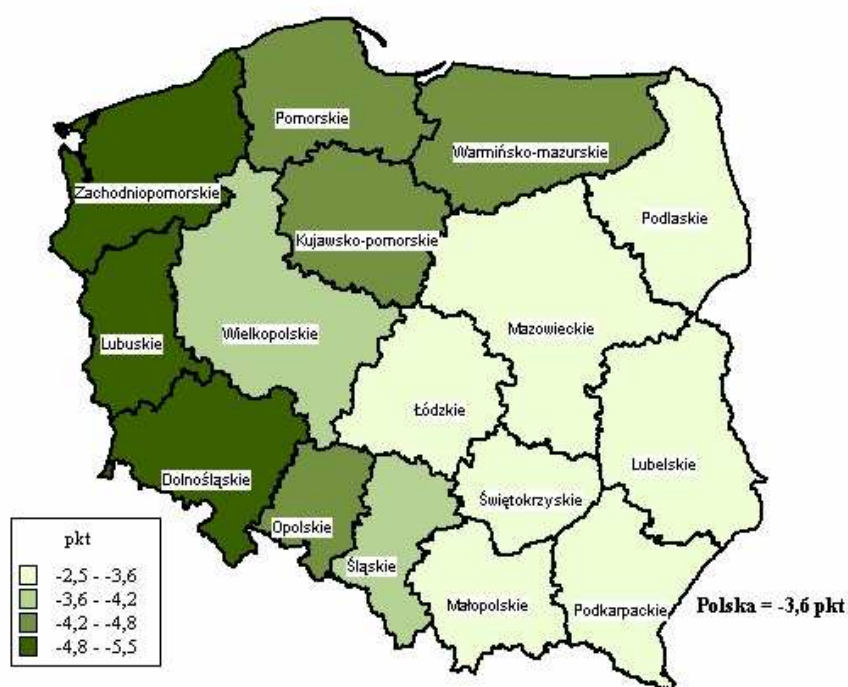 Pomorskie
Warmińsko-mazurskie
Zachodniopomorskie
Podlaskie
Kujawsko-pomorskie
Mazowieckie
Wielkopolskie
Lubuskie
Łódzkie
Lubelskie
Dolnośląskie
Świętokrzyskie
Opolskie
Śląskie
Małopolskie
Podkarpackie
Polska = -3,6 pkt
pkt
-2,5 - -3,6
-3,6 - -4,2
-4,2 - -4,8
-4,8 - -5,5